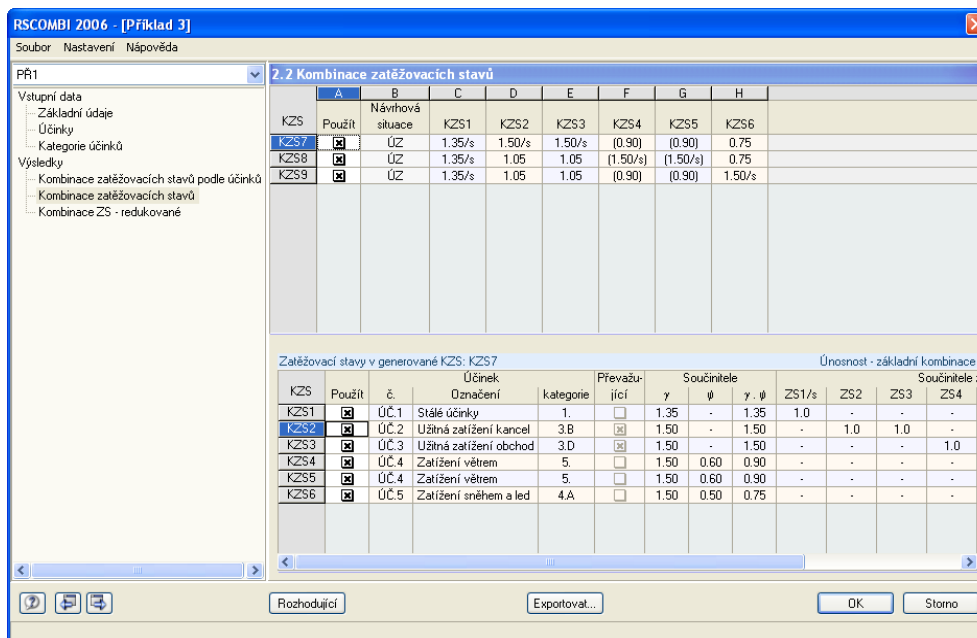 RSCOMBI 2006 - [Příklad 3]
Soubor Nastavení Nápověda
PŘ1
Vstupní data
Základní údaje
Účinky
Kategorie účinků
Výsledky
Kombinace zatěžovacích stavů podle účinků
Kombinace zatěžovacích stavů
Kombinace ZS - redukované
2.2 Kombinace zatěžovacích stavů
A B C D E F G H
Návrhová
KZS Použít situace KZS1 KZS2 KZS3 KZS4 KZS5 KZS6
KZS7 ÚZ 1.35/s 1.50/s 1.50/s (0.90) (0.90) 0.75
KZS8 ÚZ 1.35/s 1.05 1.05 (1.50/s) (1.50/s) 0.75
KZS9 ÚZ 1.35/s 1.05 1.05 (0.90) (0.90) 1.50/s
Zatěžovací stavy v generované KZS: KZS7 Únosnost - základní kombinace
Účinek Převažu- Součinitele Součinitele z
KZS Použít č. Označení kategorie jící γ ψ γ . ψ ZS1/s ZS2 ZS3 ZS4
KZS1 ÚČ.1 Stálé účinky 1. 1.35 - 1.35 1.0 - - -
KZS2 ÚČ.2 Užitná zatížení kancel 3.B 1.50 - 1.50 - 1.0 1.0 -
KZS3 ÚČ.3 Užitná zatížení obchod 3.D 1.50 - 1.50 - - - 1.0
KZS4 ÚČ.4 Zatížení větrem 5. 1.50 0.60 0.90 - - - -
KZS5 ÚČ.4 Zatížení větrem 5. 1.50 0.60 0.90 - - - -
KZS6 ÚČ.5 Zatížení sněhem a led 4.A 1.50 0.50 0.75 - - - -
Rozhodující Exportovat... OK Storno